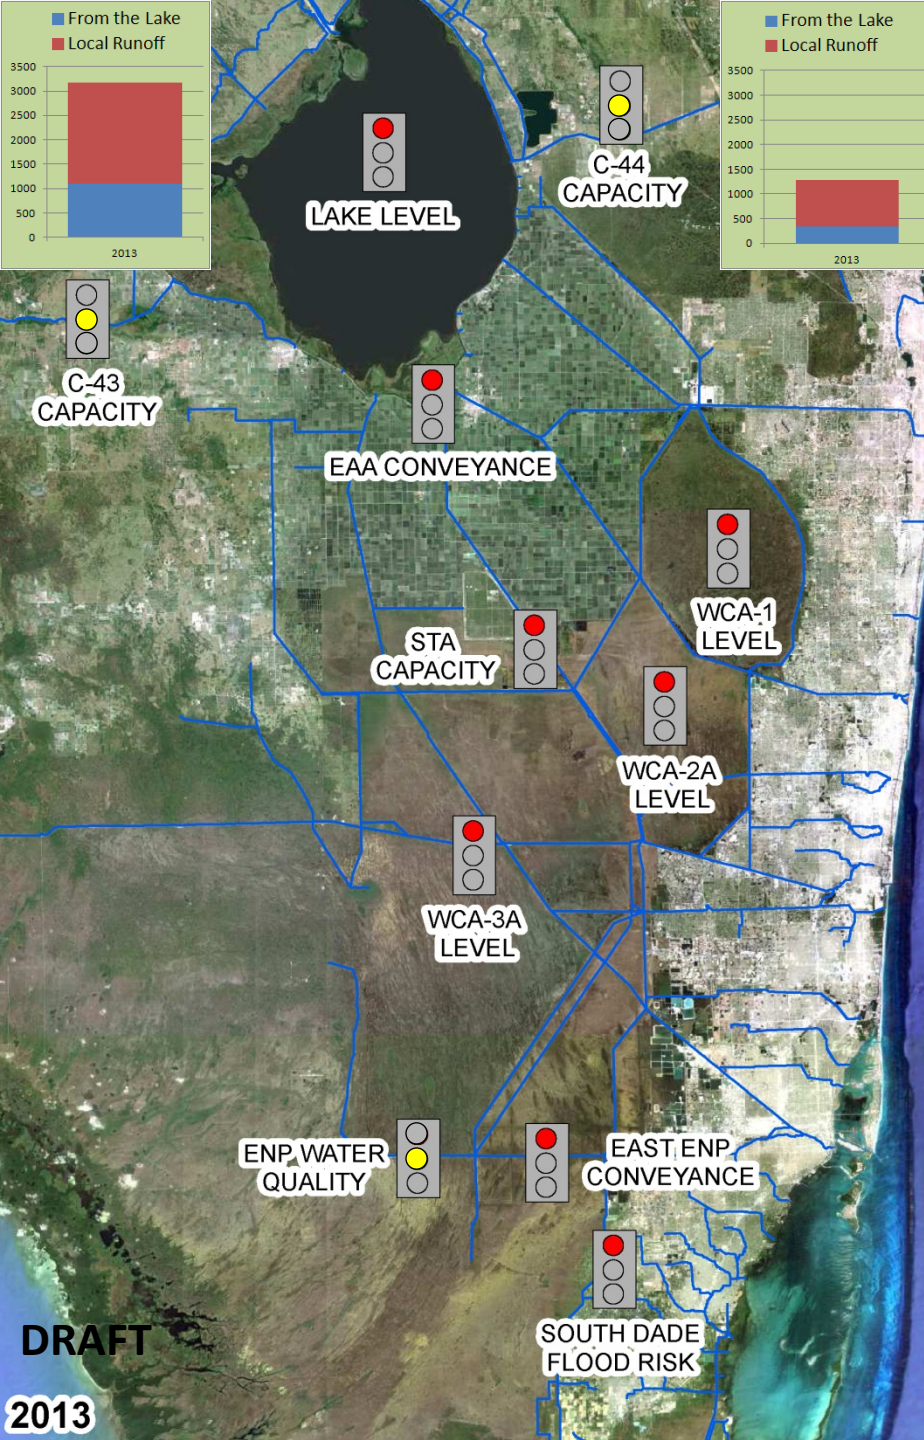 From the Lake
Local Runoff
3500
3000
2500
2000
1500
1000
500
0
2013
From the Lake
Local Runoff
3500
3000
2500
2000
1500
1000
500
0
2013
LAKE LEVEL
C-44
CAPACITY
C-43
CAPACITY
EAA CONVEYANCE
WCA-1
LEVEL
STA
CAPACITY
WCA-2A
LEVEL
WCA-3A
LEVEL
ENP WATER
QUALITY
EAST ENP
CONVEYANCE
SOUTH DADE
FLOOD RISK
DRAFT
2013